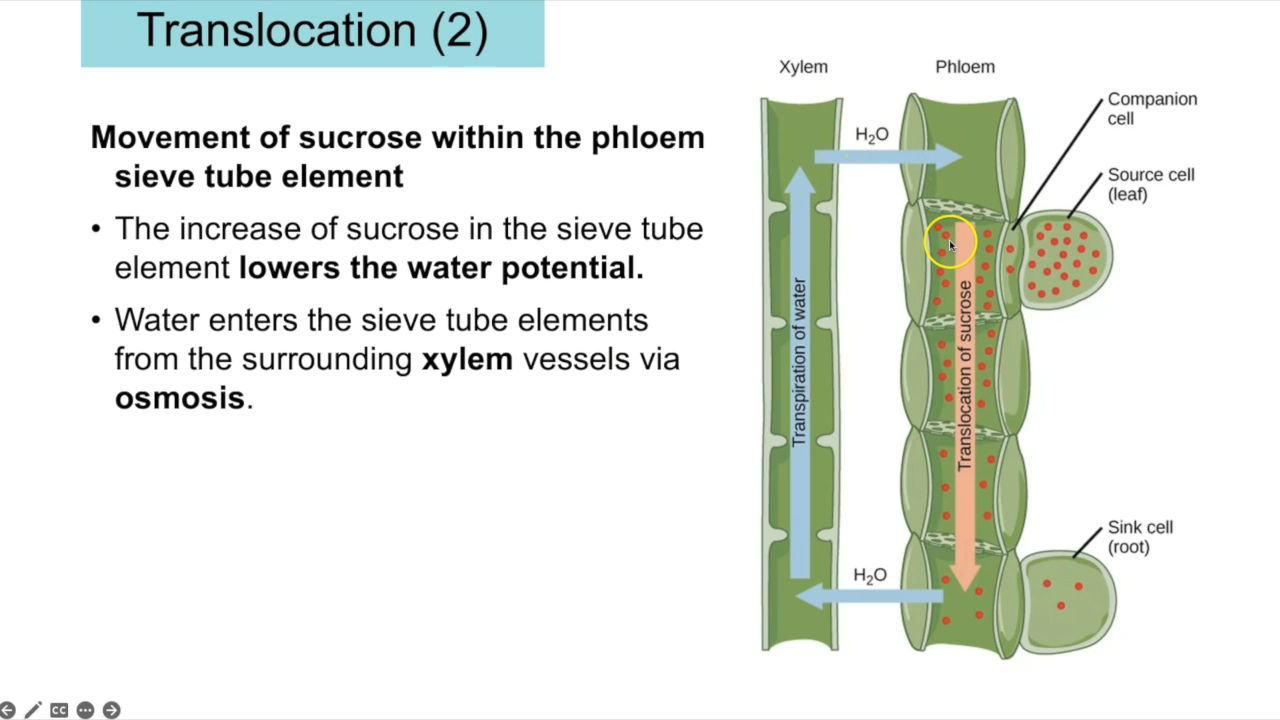 Translocation (2)
Movement of sucrose within the phloem
sieve tube element
• The increase of sucrose in the sieve tube
element lowers the water potential.
• Water enters the sieve tube elements
from the surrounding xylem vessels via
osmosis.
Xylem
Phloem
Companion
cell
H₂O
Source cell
(leaf)
Transpiration of water
Translocation of sucrose
Sink cell
(root)
H₂O
CC